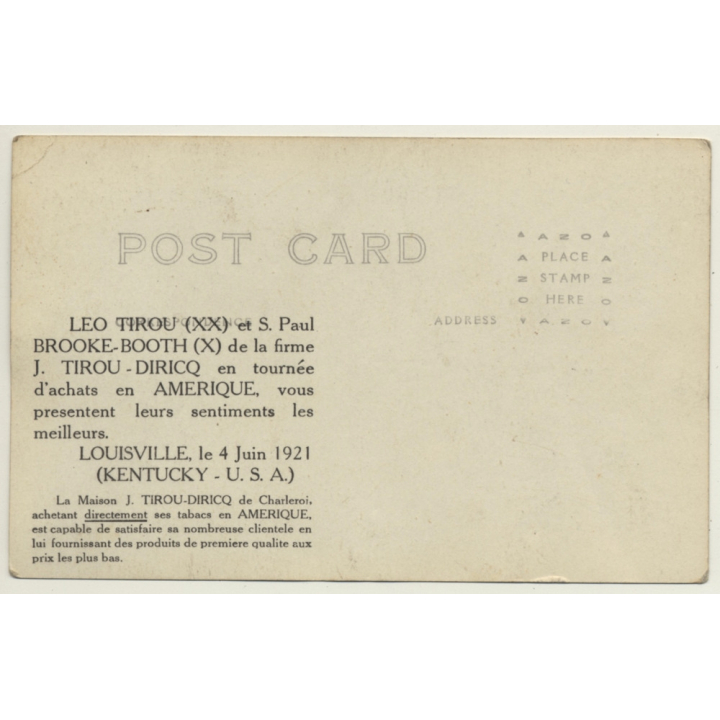 POST CARD
▲ AZO ▲
A PLACE A
Z STAMP Z
O HERE O
▼ AZO ▼
CORRESPONDENCE
ADDRESS
LEO TIROU (XX) et S. Paul
BROOKE-BOOTH (X) de la firme
J. TIROU - DIRICQ en tournée
d'achats en AMERIQUE, vous
presentent leurs sentiments les
meilleurs.
LOUISVILLE, le 4 Juin 1921
(KENTUCKY - U. S. A.)
La Maison J. TIROU-DIRICQ de Charleroi,
achetant directement ses tabacs en AMERIQUE,
est capable de satisfaire sa nombreuse clientele en
lui fournissant des produits de premiere qualite aux
prix les plus bas.